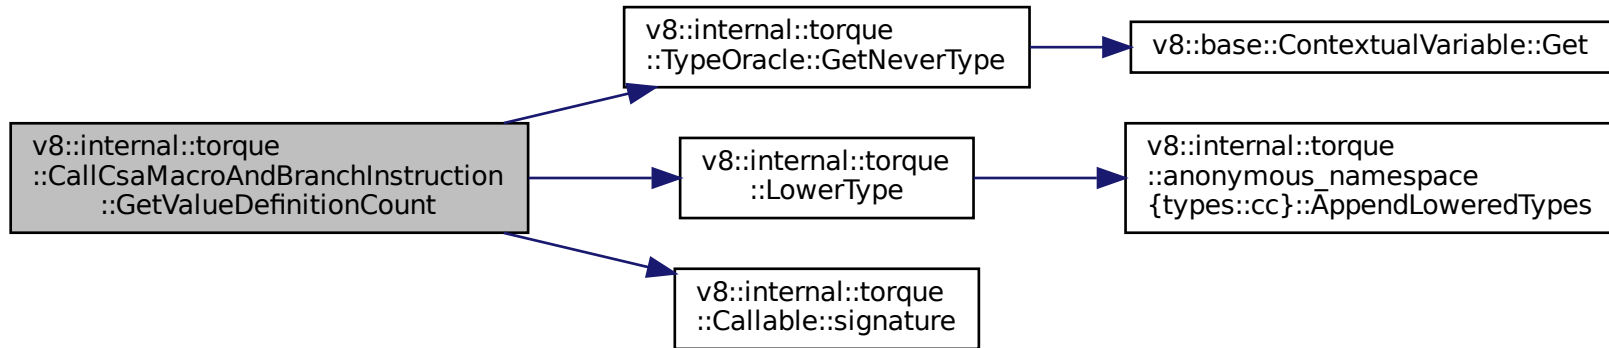 v8::internal::torque
::CallCsaMacroAndBranchInstruction
::GetValueDefinitionCount
v8::internal::torque
::TypeOracle::GetNeverType
v8::base::ContextualVariable::Get
v8::internal::torque
::LowerType
v8::internal::torque
::anonymous_namespace
{types::cc}::AppendLoweredTypes
v8::internal::torque
::Callable::signature